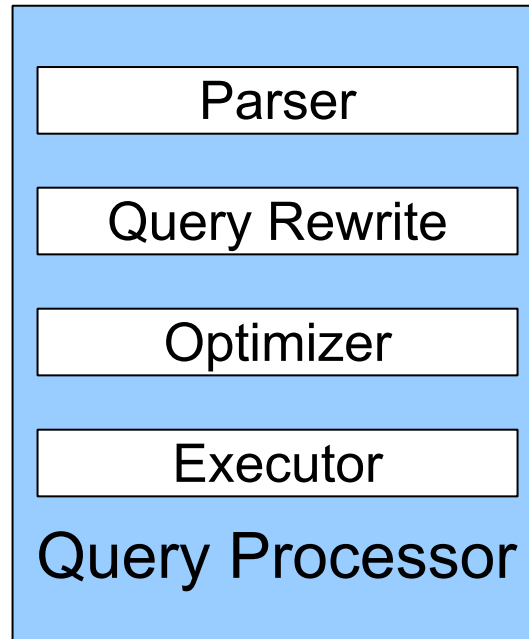 Parser
Query Rewrite
Optimizer
Executor
Query Processor